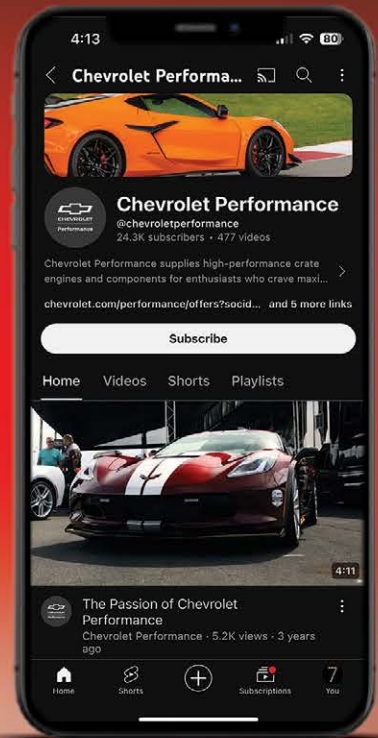 4:13
80
Chevrolet Performa...
CHEVROLET
Performance
Chevrolet Performance
@chevroletperformance
24.3K subscribers · 477 videos
Chevrolet Performance supplies high-performance crate
engines and components for enthusiasts who crave maxi...
chevrolet.com/performance/offers?socid... and 5 more links
Subscribe
Home Videos Shorts Playlists
4:11
The Passion of Chevrolet
Performance
Chevrolet Performance · 5.2K views · 3 years
ago
Home Shorts Subscriptions 7 You